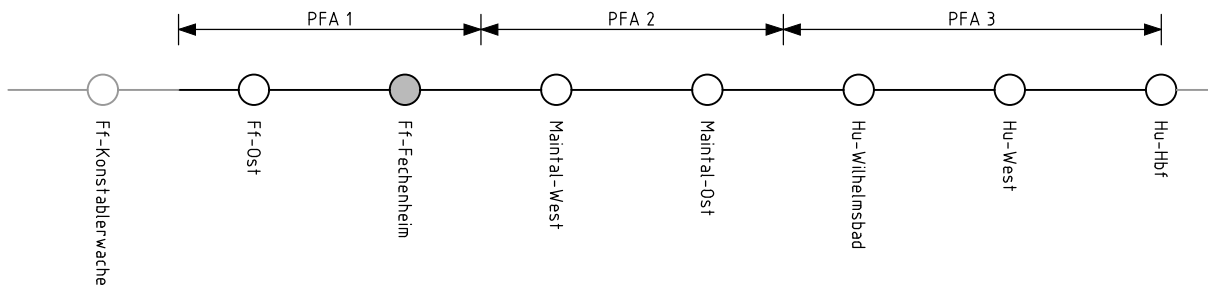 PFA 1
PFA 2
PFA 3
Ff-Konstablerwache
Ff-Ost
Ff-Fechenheim
Maintal-West
Maintal-Ost
Hu-Wilhelmsbad
Hu-West
Hu-Hbf